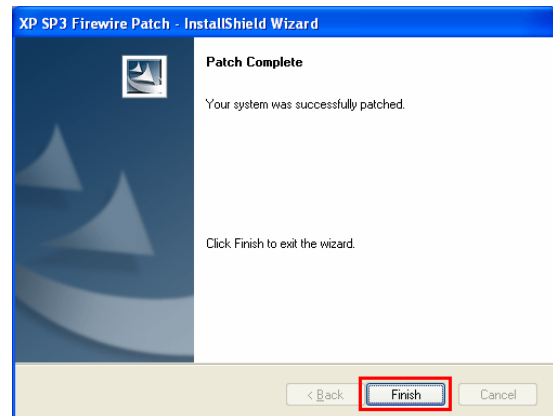 XP SP3 Firewire Patch - InstallShield Wizard
Patch Complete
Your system was successfully patched.
Click Finish to exit the wizard.
< Back Finish Cancel